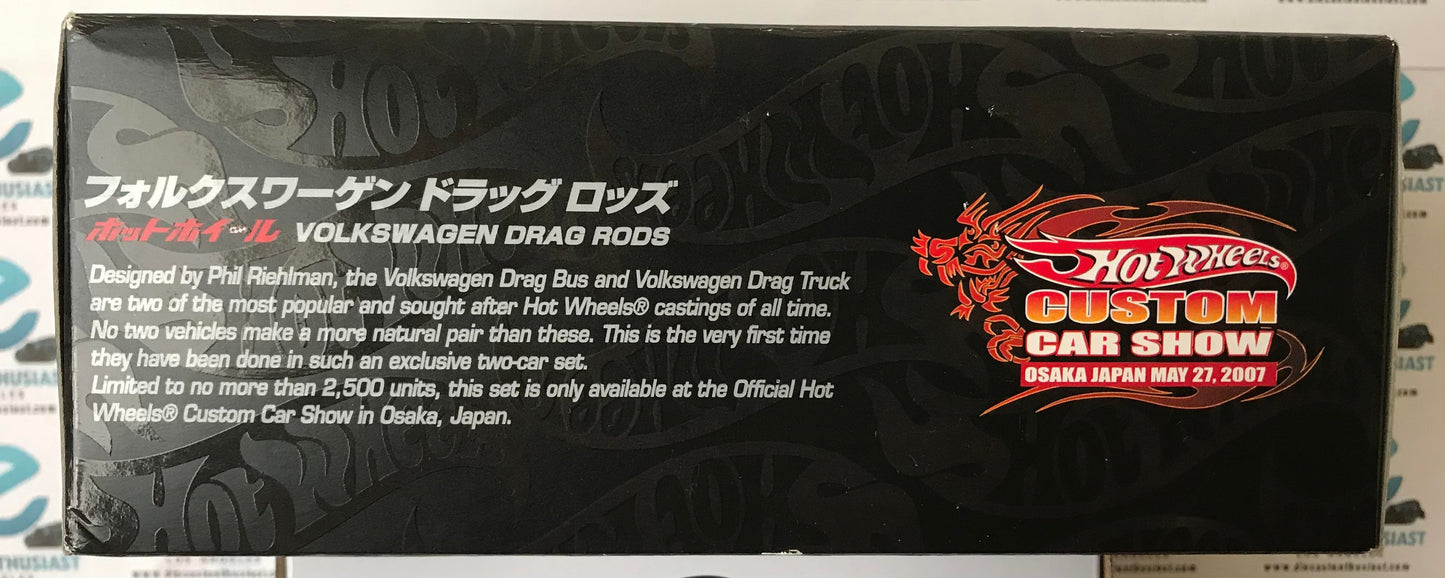 フォルクスワーゲン ドラッグ ロッズ
ホットホイール VOLKSWAGEN DRAG RODS
Designed by Phil Riehlman, the Volkswagen Drag Bus and Volkswagen Drag Truck
are two of the most popular and sought after Hot Wheels® castings of all time.
No two vehicles make a more natural pair than these. This is the very first time
they have been done in such an exclusive two-car set.
Limited to no more than 2,500 units, this set is only available at the Official Hot
Wheels® Custom Car Show in Osaka, Japan.
HOT WHEELS®
CUSTOM
CAR SHOW
OSAKA JAPAN MAY 27, 2007
HOT WHEELS